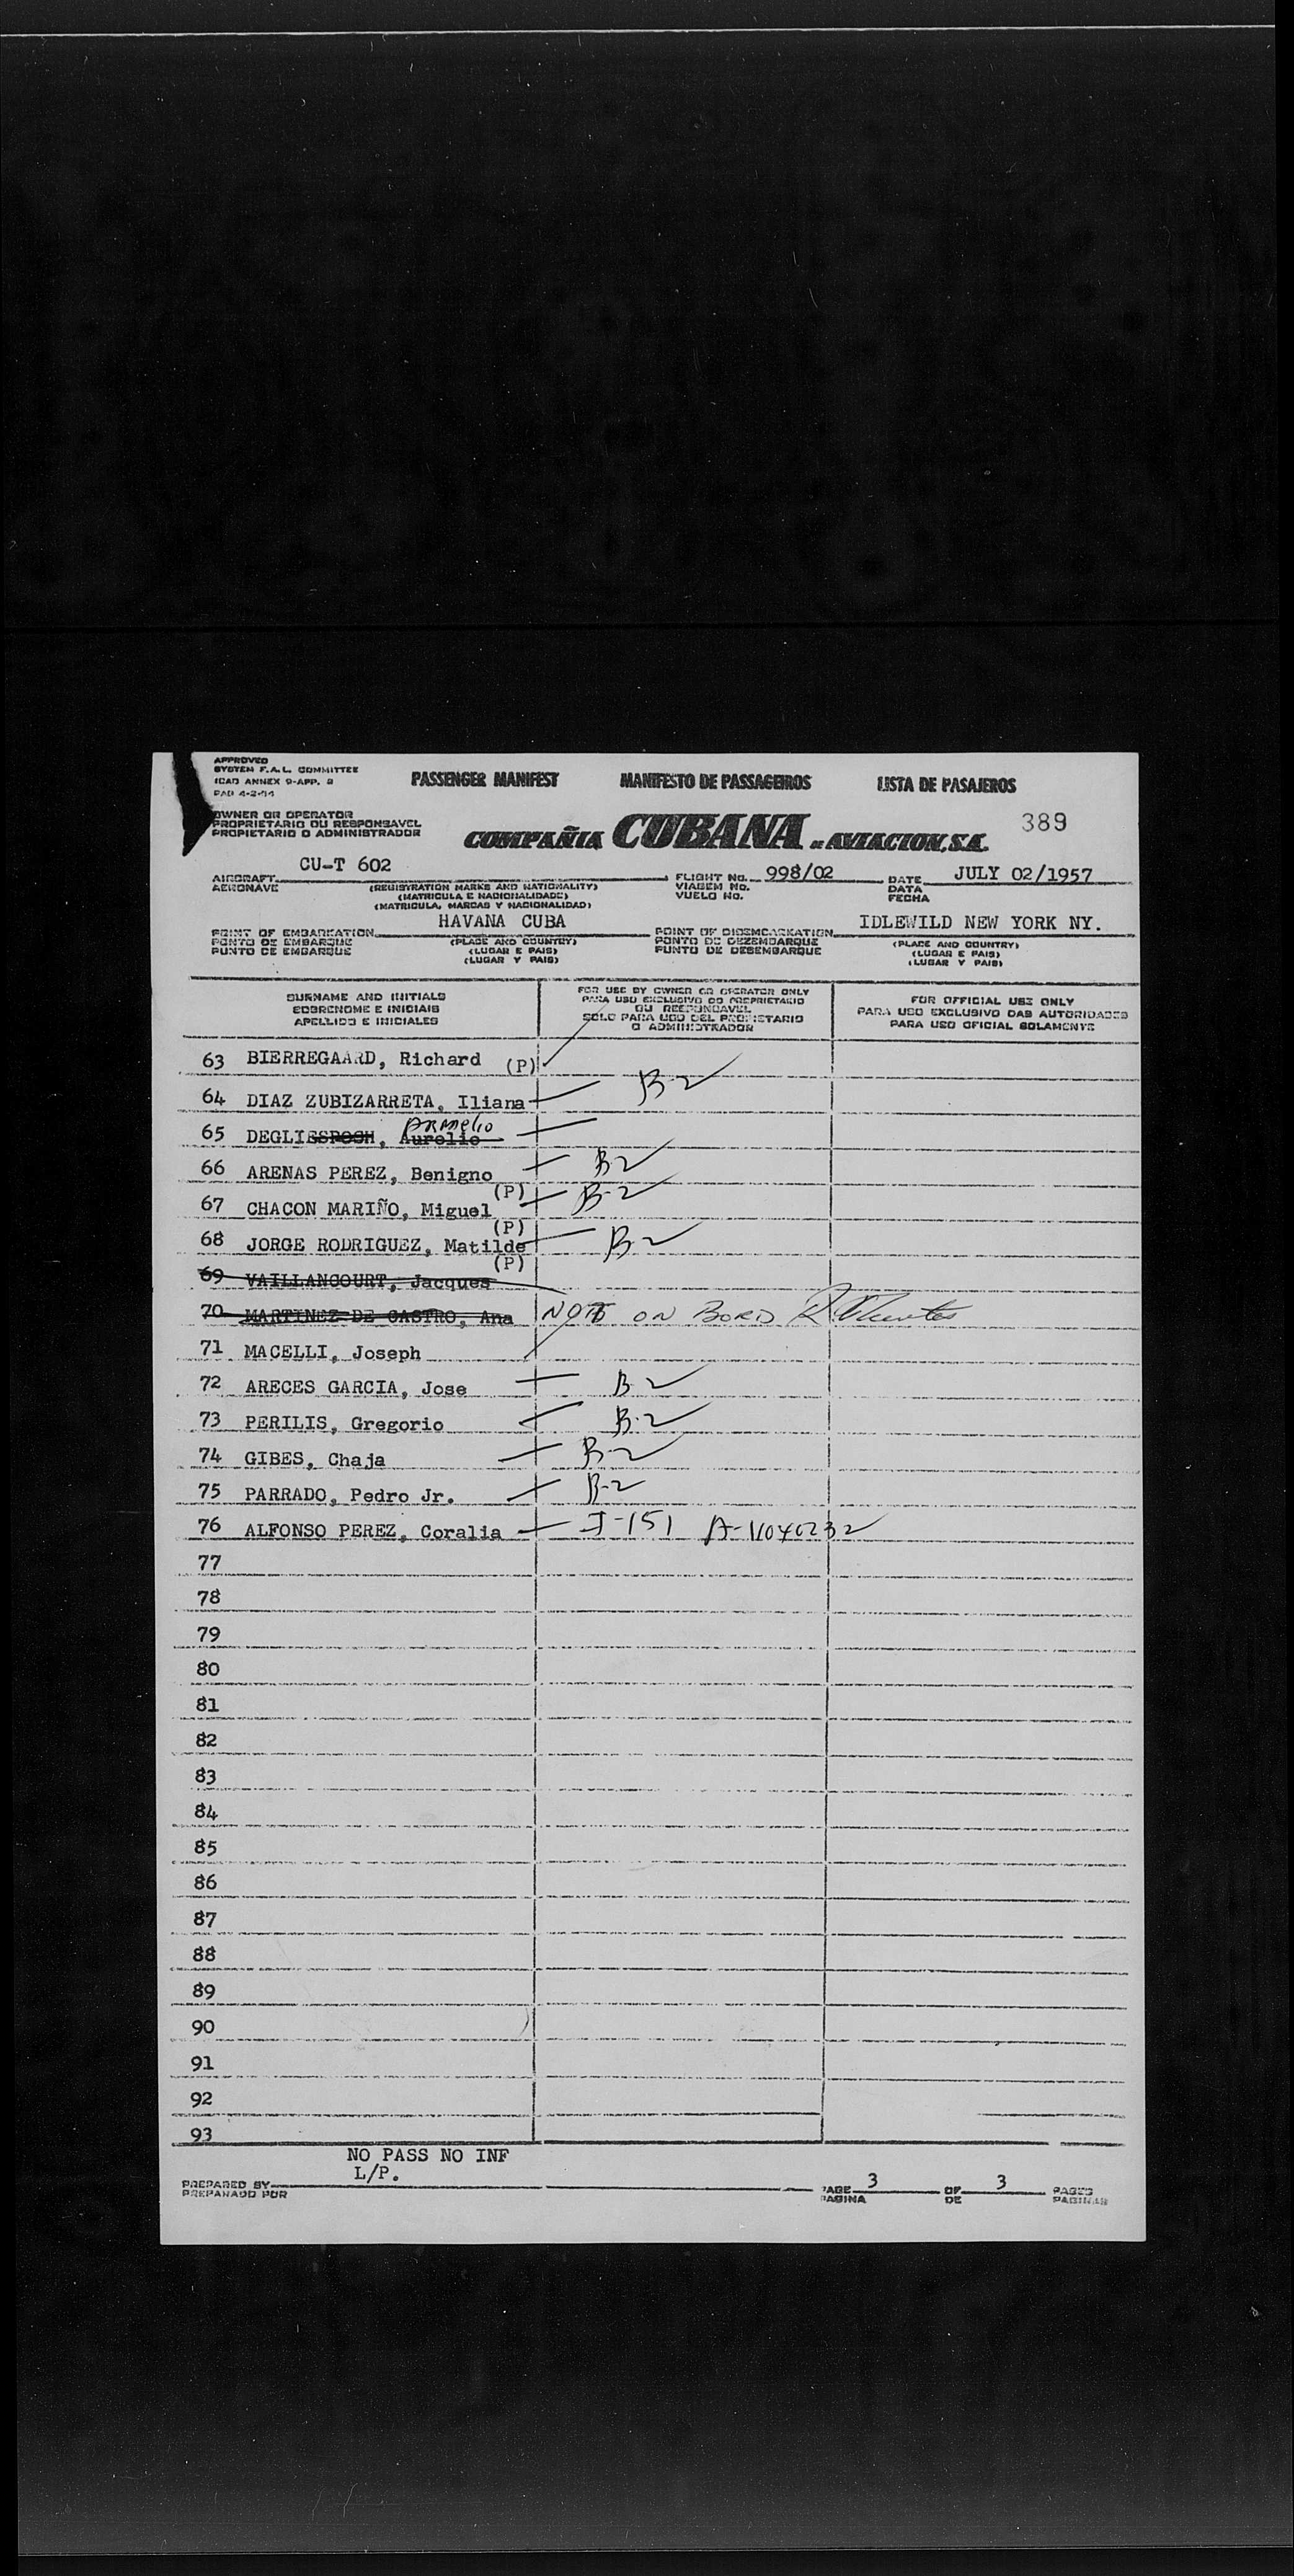 APPROVED
SYSTEM F.A.L. COMMITTEE
ICAO ANNEX 9-APP. 2
PASSENGER MANIFEST MANIFESTO DE PASSAGEIROS LISTA DE PASAJEROS
OWNER OR OPERATOR
PROPRIETARIO OU RESPONSAVEL
PROPIETARIO O ADMINISTRADOR
COMPAÑIA CUBANA DE AVIACION, S.A.
389
AIRCRAFT CU-T 602 FLIGHT No. 998/02 DATE JULY 02/1957
AERONAVE (REGISTRATION MARKS AND NATIONALITY) VIAGEM No. DATA
(MATRICULA E NACIONALIDADE) VUELO No. FECHA
(MATRICULA, MARCAS Y NACIONALIDAD)
POINT OF EMBARKATION HAVANA CUBA POINT OF DISEMBARKATION IDLEWILD NEW YORK NY.
PONTO DE EMBARQUE (PLACE AND COUNTRY) PONTO DE DEZEMBARQUE (PLACE AND COUNTRY)
PUNTO DE EMBARQUE (LUGAR E PAIS) PUNTO DE DESEMBARQUE (LUGAR E PAIS)
(LUGAR Y PAIS) (LUGAR Y PAIS)
SURNAME AND INITIALS
SOBRENOME E INICIAIS
APELLIDO E INICIALES
FOR USE BY OWNER OR OPERATOR ONLY
PARA USO EXCLUSIVO DO PROPRIETARIO
OU RESPONSAVEL
SOLO PARA USO DEL PROPIETARIO
O ADMINISTRADOR
FOR OFFICIAL USE ONLY
PARA USO EXCLUSIVO DAS AUTORIDADES
PARA USO OFICIAL SOLAMENTE
63 BIERREGAARD, Richard (P)
64 DIAZ ZUBIZARRETA, Iliana B-2
Armelio
65 DEGLIESPOSH, Aurelio
66 ARENAS PEREZ, Benigno B-2
(P)
67 CHACON MARIÑO, Miguel B-2
(P)
68 JORGE RODRIGUEZ, Matilde B-2
(P)
69 VAILLANCOURT, Jacques
70 MARTINEZ DE CASTRO, Ana NOT ON BORD
71 MACELLI, Joseph
72 ARECES GARCIA, Jose B-2
73 PERILIS, Gregorio B-2
74 GIBES, Chaja B-2
75 PARRADO, Pedro Jr. B-2
76 ALFONSO PEREZ, Coralia I-151 A-11040232
77
78
79
80
81
82
83
84
85
86
87
88
89
90
91
92
93
NO PASS NO INF
L/P.
PREPARED BY PAGE 3 OF 3 PAGES
PREPARADO POR PAGINA DE PAGINAS